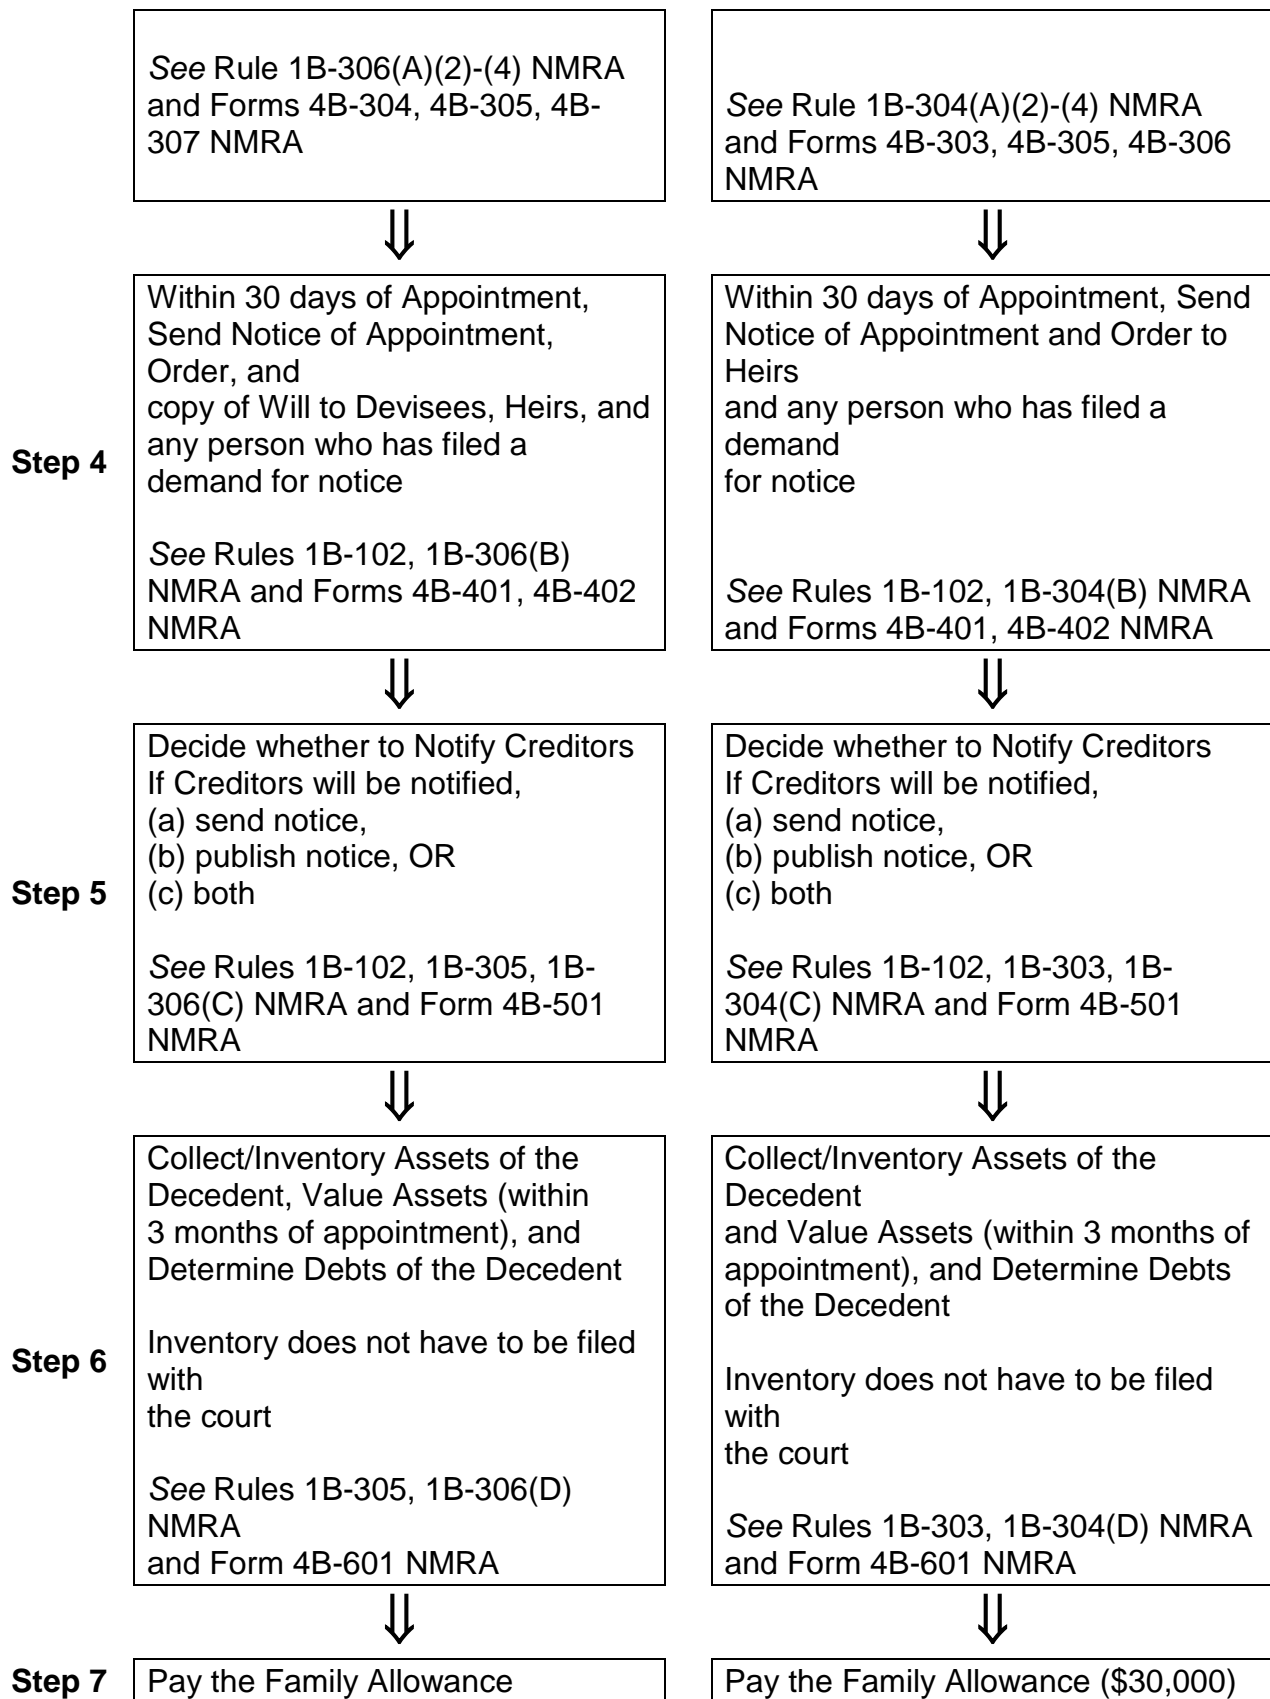 See Rule 1B-306(A)(2)-(4) NMRA
and Forms 4B-304, 4B-305, 4B-
307 NMRA
See Rule 1B-304(A)(2)-(4) NMRA
and Forms 4B-303, 4B-305, 4B-306
NMRA
⇓
⇓
Step 4
Within 30 days of Appointment,
Send Notice of Appointment,
Order, and
copy of Will to Devisees, Heirs, and
any person who has filed a
demand for notice
See Rules 1B-102, 1B-306(B)
NMRA and Forms 4B-401, 4B-402
NMRA
Within 30 days of Appointment, Send
Notice of Appointment and Order to
Heirs
and any person who has filed a
demand
for notice
See Rules 1B-102, 1B-304(B) NMRA
and Forms 4B-401, 4B-402 NMRA
⇓
⇓
Step 5
Decide whether to Notify Creditors
If Creditors will be notified,
(a) send notice,
(b) publish notice, OR
(c) both
See Rules 1B-102, 1B-305, 1B-
306(C) NMRA and Form 4B-501
NMRA
Decide whether to Notify Creditors
If Creditors will be notified,
(a) send notice,
(b) publish notice, OR
(c) both
See Rules 1B-102, 1B-303, 1B-
304(C) NMRA and Form 4B-501
NMRA
⇓
⇓
Step 6
Collect/Inventory Assets of the
Decedent, Value Assets (within
3 months of appointment), and
Determine Debts of the Decedent
Inventory does not have to be filed
with
the court
See Rules 1B-305, 1B-306(D)
NMRA
and Form 4B-601 NMRA
Collect/Inventory Assets of the
Decedent
and Value Assets (within 3 months of
appointment), and Determine Debts
of the Decedent
Inventory does not have to be filed
with
the court
See Rules 1B-303, 1B-304(D) NMRA
and Form 4B-601 NMRA
⇓
⇓
Step 7
Pay the Family Allowance
Pay the Family Allowance ($30,000)